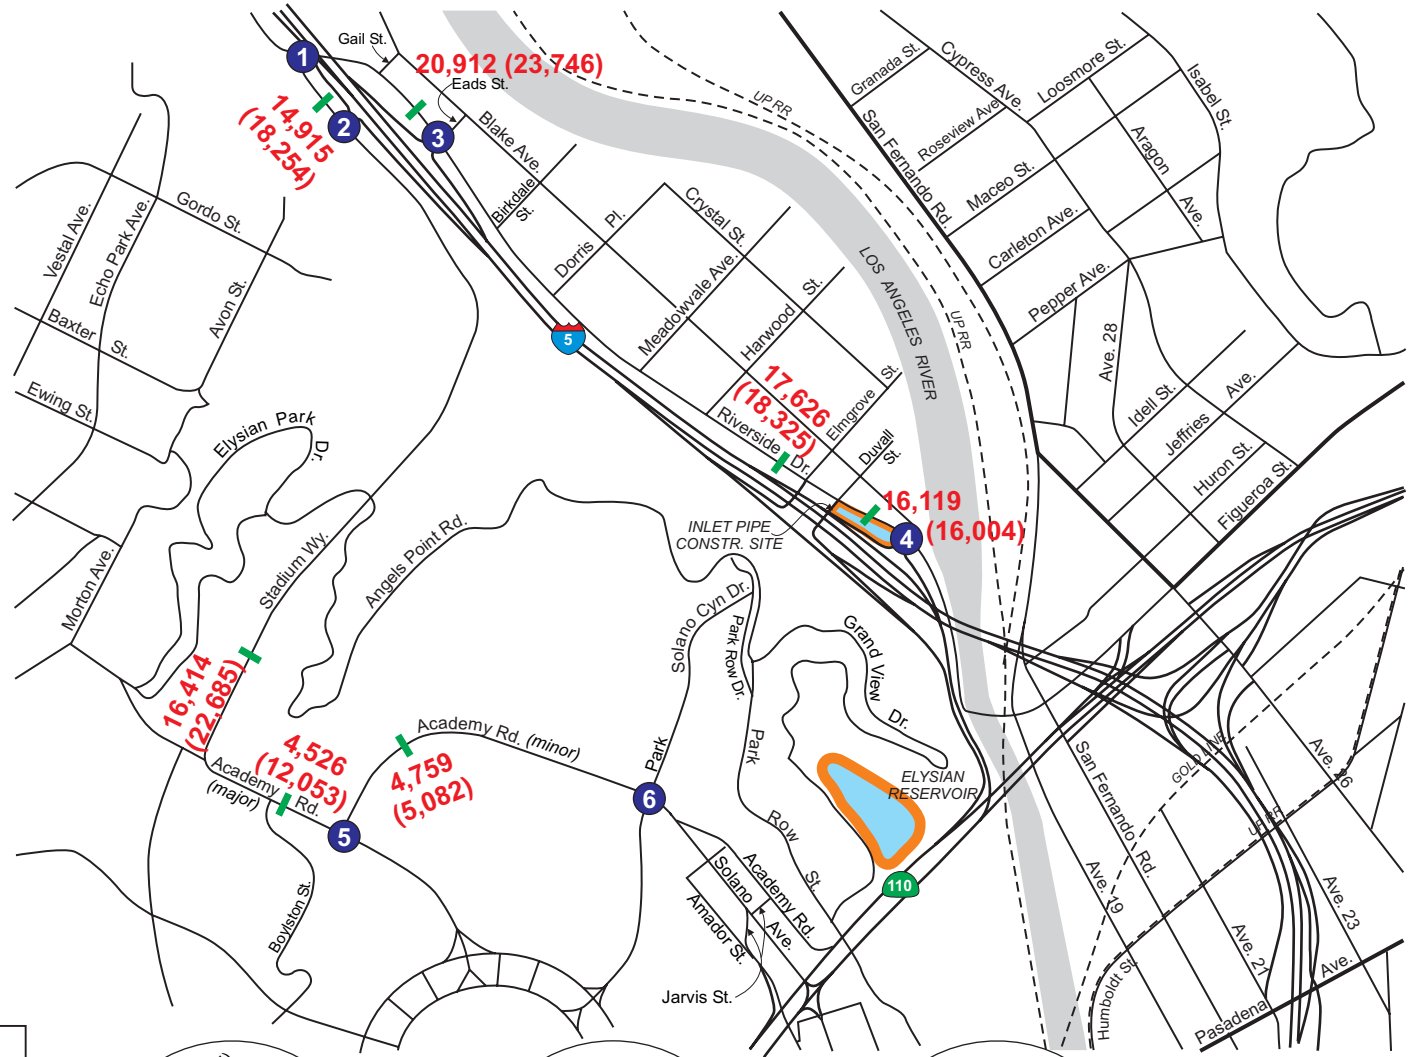 1
Gail St.
20,912 (23,746)
Eads St.
14,915
(18,254)
2
3
Blake Ave.
UP RR
Granada St.
Cypress Ave.
Loosmore St.
Isabel St.
San Fernando Rd.
Roseview Ave.
Aragon
Ave.
Maceo St.
Carleton Ave.
Pepper Ave.
Birkdale
St.
Dorris
Pl.
Crystal St.
Meadowvale Ave.
Harwood
St.
LOS ANGELES RIVER
UP RR
Vestal Ave.
Echo Park Ave.
Gordo St.
Avon St.
Baxter
St.
Ewing St.
5
Ave. 28
Idell St.
Jeffries
Ave.
Huron St.
Figueroa St.
17,626
(18,325)
Riverside
Dr.
Elmgrove
St.
Duvall
St.
Elysian Park
Dr.
INLET PIPE
CONSTR. SITE
16,119
(16,004)
4
Morton Ave.
Stadium Wy.
Angels Point Rd.
Solano Cyn Dr.
Park Row Dr.
Grand View
Dr.
16,414
(22,685)
Academy Rd.
(major)
4,526
(12,053)
Academy Rd. (minor)
4,759
(5,082)
5
6
Park
Park
Row
St.
ELYSIAN
RESERVOIR
110
Academy Rd.
Solano
Ave.
Amador St.
Jarvis St.
Boylston St.
San Fernando
Rd.
GOLD LINE
UP RR
Ave. 26
Ave. 19
Ave. 21
Ave. 23
Humboldt St.
Pasadena
Ave.